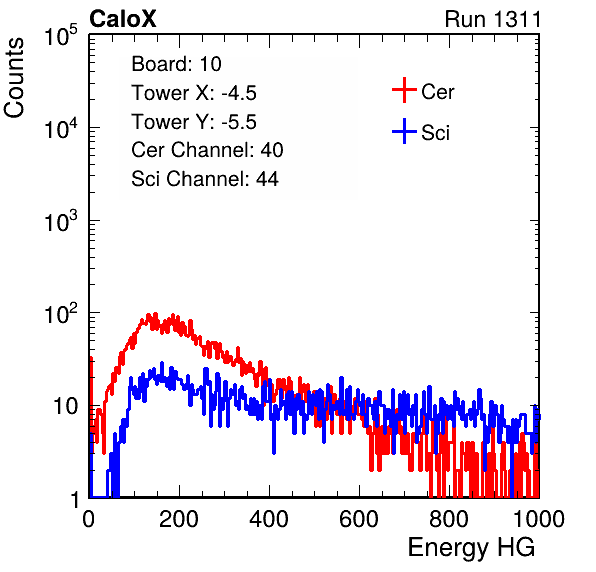 CaloX Run 1311
Counts
10^5
10^4
10^3
10^2
10
1
Board: 10
Tower X: -4.5
Tower Y: -5.5
Cer Channel: 40
Sci Channel: 44
Cer
Sci
0 200 400 600 800 1000
Energy HG